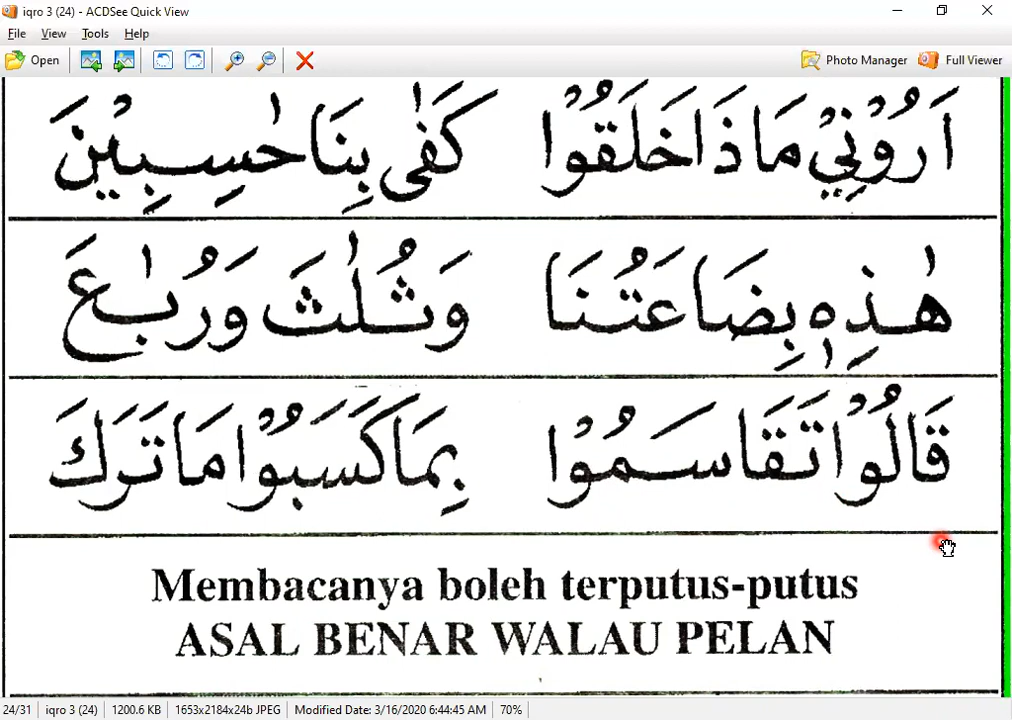 iqro 3 (24) - ACDSee Quick View
File View Tools Help
Open Photo Manager Full Viewer
اَرُوْنِيْ مَا ذَا خَلَقُوْا كَفٰى بِنَا حٰسِبِيْنَ
هٰذِهٖ بِضَاعَتُنَا وَثُلٰثَ وَرُبٰعَ
قَالُوْا تَقَاسَمُوْا بِمَا كَسَبُوْا مَا تَرَكَ
Membacanya boleh terputus-putus
ASAL BENAR WALAU PELAN
24/31 iqro 3 (24) 1200.6 KB 1653x2184x24b JPEG Modified Date: 3/16/2020 6:44:45 AM 70%